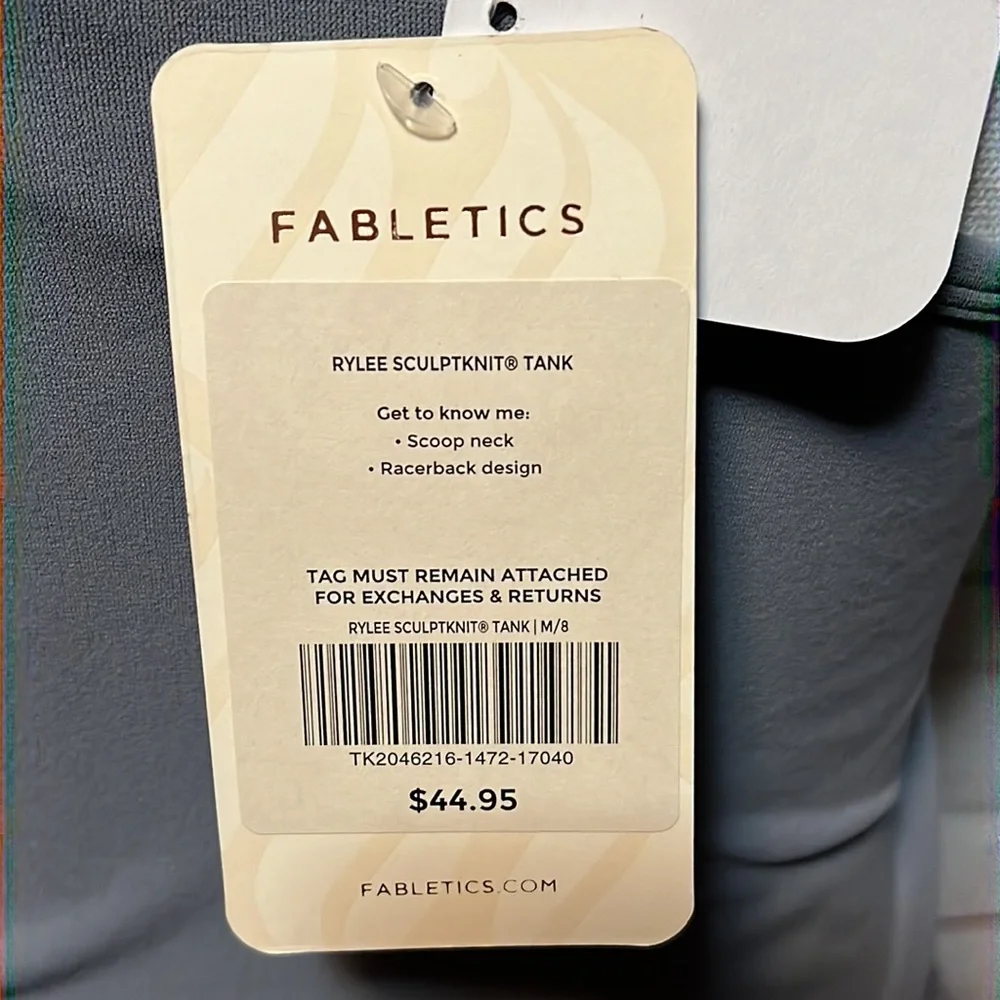 FABLETICS
RYLEE SCULPTKNIT® TANK
Get to know me:
• Scoop neck
• Racerback design
TAG MUST REMAIN ATTACHED
FOR EXCHANGES & RETURNS
RYLEE SCULPTKNIT® TANK | M/8
TK2046216-1472-17040
$44.95
FABLETICS.COM